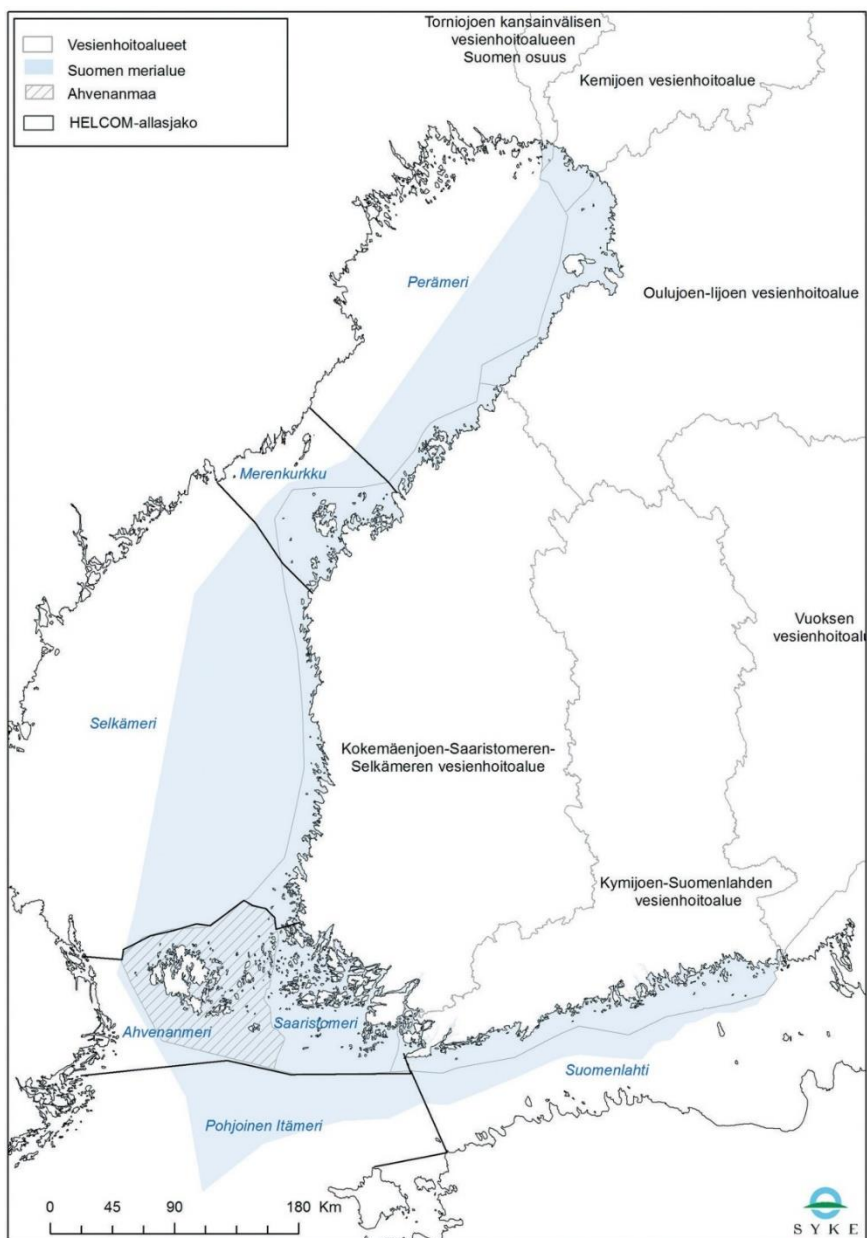 Torniojoen kansainvälisen
vesienhoitoalueen
Suomen osuus
Kemijoen vesienhoitoalue
Vesienhoitoalueet
Suomen merialue
Ahvenanmaa
HELCOM-allasjako
Perämeri
Oulujoen-Iijoen vesienhoitoalue
Merenkurkku
Vuoksen
vesienhoitoalu
Selkämeri
Kokemäenjoen-Saaristomeren-
Selkämeren vesienhoitoalue
Kymijoen-Suomenlahden
vesienhoitoalue
Ahvenanmeri
Saaristomeri
Suomenlahti
Pohjoinen Itämeri
0 45 90 180 Km
SYKE